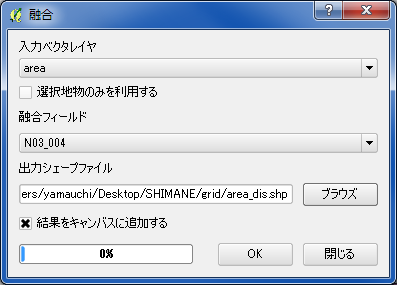 融合
入力ベクタレイヤ
area
選択地物のみを利用する
融合フィールド
N03_004
出力シェープファイル
ers/yamauchi/Desktop/SHIMANE/grid/area_dis.shp
ブラウズ
結果をキャンバスに追加する
0%
OK
閉じる